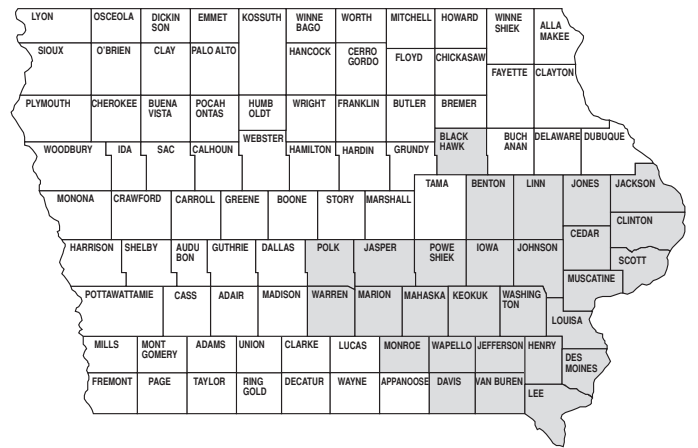 LYON
OSCEOLA
DICKIN
SON
EMMET
KOSSUTH
WINNE
BAGO
WORTH
MITCHELL
HOWARD
WINNE
SHIEK
ALLA
MAKEE
SIOUX
O'BRIEN
CLAY
PALO ALTO
HANCOCK
CERRO
GORDO
FLOYD
CHICKASAW
FAYETTE
CLAYTON
PLYMOUTH
CHEROKEE
BUENA
VISTA
POCAH
ONTAS
HUMB
OLDT
WRIGHT
FRANKLIN
BUTLER
BREMER
WEBSTER
BLACK
HAWK
BUCH
ANAN
DELAWARE
DUBUQUE
WOODBURY
IDA
SAC
CALHOUN
HAMILTON
HARDIN
GRUNDY
TAMA
BENTON
LINN
JONES
JACKSON
MONONA
CRAWFORD
CARROLL
GREENE
BOONE
STORY
MARSHALL
CLINTON
CEDAR
HARRISON
SHELBY
AUDU
BON
GUTHRIE
DALLAS
POLK
JASPER
POWE
SHIEK
IOWA
JOHNSON
SCOTT
MUSCATINE
POTTAWATTAMIE
CASS
ADAIR
MADISON
WARREN
MARION
MAHASKA
KEOKUK
WASHING
TON
LOUISA
MILLS
MONT
GOMERY
ADAMS
UNION
CLARKE
LUCAS
MONROE
WAPELLO
JEFFERSON
HENRY
DES
MOINES
FREMONT
PAGE
TAYLOR
RING
GOLD
DECATUR
WAYNE
APPANOOSE
DAVIS
VAN BUREN
LEE